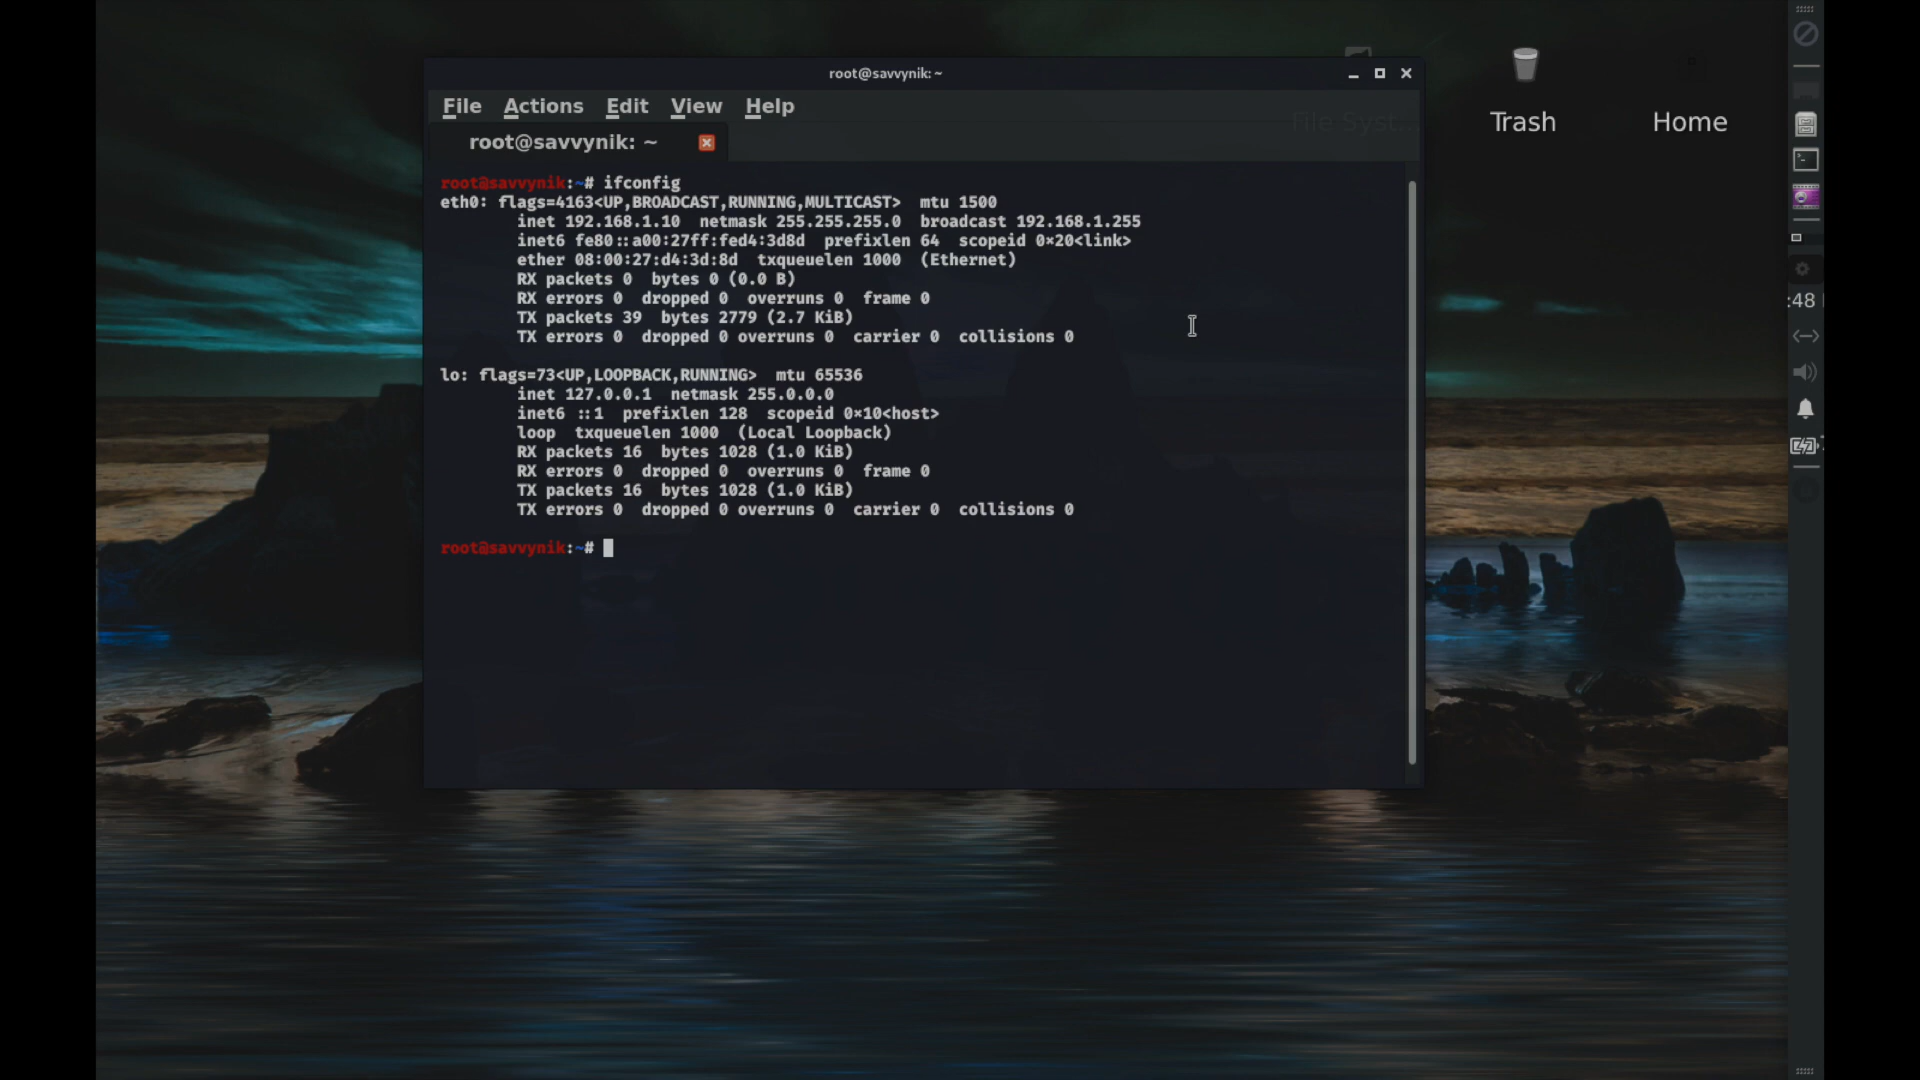 root@savvynik: ~
File Actions Edit View Help
File Syst...
Trash
Home
root@savvynik: ~
root@savvynik:~# ifconfig
eth0: flags=4163<UP,BROADCAST,RUNNING,MULTICAST>  mtu 1500
inet 192.168.1.10  netmask 255.255.255.0  broadcast 192.168.1.255
inet6 fe80::a00:27ff:fed4:3d8d  prefixlen 64  scopeid 0×20<link>
ether 08:00:27:d4:3d:8d  txqueuelen 1000  (Ethernet)
RX packets 0  bytes 0 (0.0 B)
RX errors 0  dropped 0  overruns 0  frame 0
TX packets 39  bytes 2779 (2.7 KiB)
TX errors 0  dropped 0 overruns 0  carrier 0  collisions 0
:48
lo: flags=73<UP,LOOPBACK,RUNNING>  mtu 65536
inet 127.0.0.1  netmask 255.0.0.0
inet6 ::1  prefixlen 128  scopeid 0×10<host>
loop  txqueuelen 1000  (Local Loopback)
RX packets 16  bytes 1028 (1.0 KiB)
RX errors 0  dropped 0  overruns 0  frame 0
TX packets 16  bytes 1028 (1.0 KiB)
TX errors 0  dropped 0 overruns 0  carrier 0  collisions 0
root@savvynik:~#